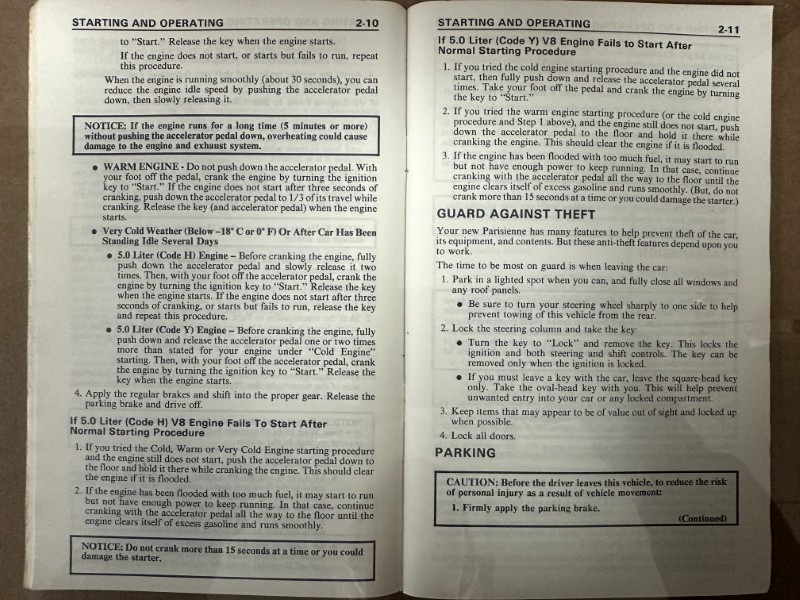 STARTING AND OPERATING 2-10
to "Start." Release the key when the engine starts.
If the engine does not start, or starts but fails to run, repeat
this procedure.
When the engine is running smoothly (about 30 seconds), you can
reduce the engine idle speed by pushing the accelerator pedal
down, then slowly releasing it.
NOTICE: If the engine runs for a long time (5 minutes or more)
without pushing the accelerator pedal down, overheating could cause
damage to the engine and exhaust system.
• WARM ENGINE - Do not push down the accelerator pedal. With
your foot off the pedal, crank the engine by turning the ignition
key to "Start." If the engine does not start after three seconds of
cranking, push the accelerator pedal to 1/3 of its travel while
cranking. Release the key (and accelerator pedal) when the engine
starts.
• Very Cold Weather (Below –18° C or 0° F) Or After Car Has Been
Standing Idle Several Days
• 5.0 Liter (Code H) Engine – Before cranking the engine, fully
push down the accelerator pedal and slowly release it two
times. Then, with your foot off the accelerator pedal, crank the
engine by turning the ignition key to "Start." Release the key
when the engine starts. If the engine does not start after three
seconds of cranking, or starts but fails to run, release the key
and repeat this procedure.
• 5.0 Liter (Code Y) Engine – Before cranking the engine, fully
push down and release the accelerator pedal one or two times
more than stated for your engine under "Cold Engine"
starting. Then, with your foot off the accelerator pedal, crank
the engine by turning the ignition key to "Start." Release the
key when the engine starts.
4. Apply the regular brakes and shift into the proper gear. Release the
parking brake and drive off.
If 5.0 Liter (Code H) V8 Engine Fails To Start After
Normal Starting Procedure
1. If you tried the Cold, Warm or Very Cold Engine starting procedure
and the engine still does not start, push the accelerator pedal down to
the floor and hold it there while cranking the engine. This should clear
the engine if it is flooded.
2. If the engine has been flooded with too much fuel, it may start to run
but not have enough power to keep running. In that case, continue
cranking with the accelerator pedal all the way to the floor until the
engine clears itself of excess gasoline and runs smoothly.
NOTICE: Do not crank more than 15 seconds at a time or you could
damage the starter.
STARTING AND OPERATING 2-11
If 5.0 Liter (Code Y) V8 Engine Fails to Start After
Normal Starting Procedure
1. If you tried the cold engine starting procedure and the engine did not
start, then fully push down and release the accelerator pedal several
times. Take your foot off the pedal and crank the engine by turning
the key to "Start."
2. If you tried the warm engine starting procedure (or the cold engine
procedure and Step 1 above), and the engine still does not start, push
down the accelerator pedal to the floor and hold it there while
cranking the engine. This should clear the engine if it is flooded.
3. If the engine has been flooded with too much fuel, it may start to run
but not have enough power to keep running. In that case, continue
cranking with the accelerator pedal all the way to the floor until the
engine clears itself of excess gasoline and runs smoothly. (But, do not
crank more than 15 seconds at a time or you could damage the starter.)
GUARD AGAINST THEFT
Your new Parisienne has many features to help prevent theft of the car,
its equipment, and contents. But these anti-theft features depend upon you
to work.
The time to be most on guard is when leaving the car:
1. Park in a lighted spot when you can, and fully close all windows and
any roof panels.
• Be sure to turn your steering wheel sharply to one side to help
prevent towing of this vehicle from the rear.
2. Lock the steering column and take the key:
• Turn the key to "Lock" and remove the key. This locks the
ignition and both steering and shift controls. The key can be
removed only when the ignition is locked.
• If you must leave a key with the car, leave the square-head key
only. Take the oval-head key with you. This will help prevent
unwanted entry into your car or any locked compartment.
3. Keep items that may appear to be of value out of sight and locked up
when possible.
4. Lock all doors.
PARKING
CAUTION: Before the driver leaves this vehicle, to reduce the risk
of personal injury as a result of vehicle movement:
1. Firmly apply the parking brake.
(Continued)